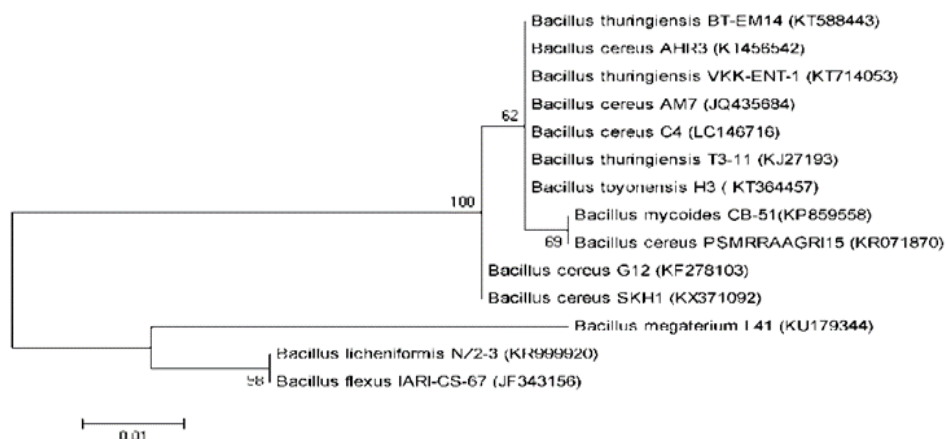 Bacillus thuringiensis BT-EM14 (KT588443)
Bacillus cereus AHR3 (KT456542)
Bacillus thuringiensis VKK-ENT-1 (KT714053)
Bacillus cereus AM7 (JQ435684)
62
Bacillus cereus C4 (LC146716)
Bacillus thuringiensis T3-11 (KJ27193)
Bacillus toyonensis H3 ( KT364457)
100
Bacillus mycoides CB-51(KP859558)
69
Bacillus cereus PSMRRAAGRI15 (KR071870)
Bacillus cereus G12 (KF278103)
Bacillus cereus SKH1 (KX371092)
Bacillus megaterium L41 (KU179344)
Bacillus licheniformis NZ2-3 (KR999920)
98
Bacillus flexus IARI-CS-67 (JF343156)
0.01